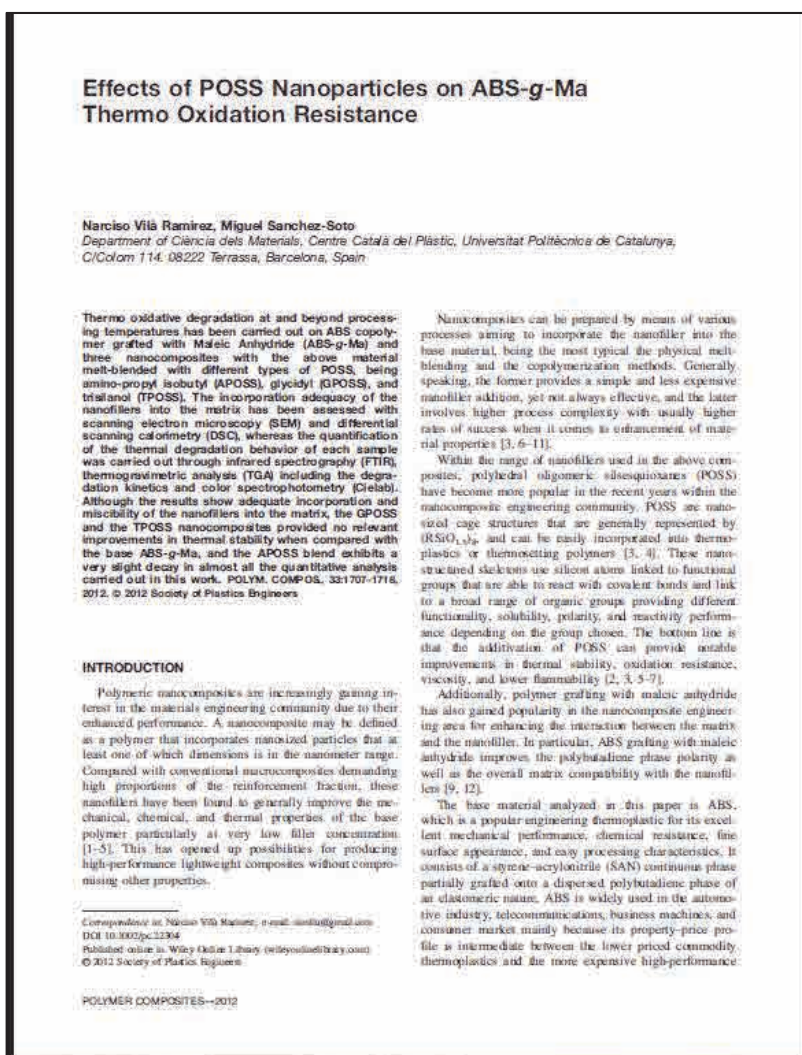 Effects of POSS Nanoparticles on ABS-g-Ma
Thermo Oxidation Resistance
Narciso Vilà Ramirez, Miguel Sanchez-Soto
Department of Ciència dels Materials, Centre Català del Plàstic, Universitat Politècnica de Catalunya,
C/Colom 114. 08222 Terrassa, Barcelona, Spain
Thermo oxidative degradation at and beyond process-
ing temperatures has been carried out on ABS copoly-
mer grafted with Maleic Anhydride (ABS-g-Ma) and
three nanocomposites with the above material
melt-blended with different types of POSS, being
amino-propyl isobutyl (APOSS), glycidyl (GPOSS), and
trisilanol (TPOSS). The incorporation adequacy of the
nanofillers into the matrix has been assessed with
scanning electron microscopy (SEM) and differential
scanning calorimetry (DSC), whereas the quantification
of the thermal degradation behavior of each sample
was carried out through infrared spectrography (FTIR),
thermogravimetric analysis (TGA) including the degra-
dation kinetics and color spectrophotometry (Cielab).
Although the results show adequate incorporation and
miscibility of the nanofillers into the matrix, the GPOSS
and the TPOSS nanocomposites provided no relevant
improvements in thermal stability when compared with
the base ABS-g-Ma, and the APOSS blend exhibits a
very slight decay in almost all the quantitative analysis
carried out in this work. POLYM. COMPOS., 33:1707–1718,
2012. © 2012 Society of Plastics Engineers
INTRODUCTION
Polymeric nanocomposites are increasingly gaining in-
terest in the materials engineering community due to their
enhanced performance. A nanocomposite may be defined
as a polymer that incorporates nanosized particles that at
least one of which dimensions is in the nanometer range.
Compared with conventional macrocomposites demanding
high proportions of the reinforcement fraction, these
nanofillers have been found to generally improve the me-
chanical, chemical, and thermal properties of the base
polymer particularly at very low filler concentration
[1–5]. This has opened up possibilities for producing
high-performance lightweight composites without compro-
mising other properties.
Correspondence to: Narciso Vilà Ramirez; e-mail:
DOI 10.1002/pc.22304
Published online in Wiley Online Library (wileyonlinelibrary.com).
© 2012 Society of Plastics Engineers
POLYMER COMPOSITES—2012
Nanocomposites can be prepared by means of various
processes aiming to incorporate the nanofiller into the
base material, being the most typical the physical melt-
blending and the copolymerization methods. Generally
speaking, the former provides a simple and less expensive
nanofiller addition, yet not always effective, and the latter
involves higher process complexity with usually higher
rates of success when it comes to enhancement of mate-
rial properties [3, 6–11].
Within the range of nanofillers used in the above com-
posites, polyhedral oligomeric silsesquioxanes (POSS)
have become more popular in the recent years within the
nanocomposite engineering community. POSS are nano-
sized cage structures that are generally represented by
(RSiO1.5)n, and can be easily incorporated into thermo-
plastics or thermosetting polymers [3, 4]. These nano-
structured skeletons use silicon atoms linked to functional
groups that are able to react with covalent bonds and link
to a broad range of organic groups providing different
functionality, solubility, polarity, and reactivity perform-
ance depending on the group chosen. The bottom line is
that the additivation of POSS can provide notable
improvements in thermal stability, oxidation resistance,
viscosity, and lower flammability [2, 3, 5–7].
Additionally, polymer grafting with maleic anhydride
has also gained popularity in the nanocomposite engineer-
ing area for enhancing the interaction between the matrix
and the nanofiller. In particular, ABS grafting with maleic
anhydride improves the polybutadiene phase polarity as
well as the overall matrix compatibility with the nanofil-
lers [9, 12].
The base material analyzed in this paper is ABS,
which is a popular engineering thermoplastic for its excel-
lent mechanical performance, chemical resistance, fine
surface appearance, and easy processing characteristics. It
consists of a styrene–acrylonitrile (SAN) continuous phase
partially grafted onto a dispersed polybutadiene phase of
an elastomeric nature. ABS is widely used in the automo-
tive industry, telecommunications, business machines, and
consumer market mainly because its property–price pro-
file is intermediate between the lower priced commodity
thermoplastics and the more expensive high-performance